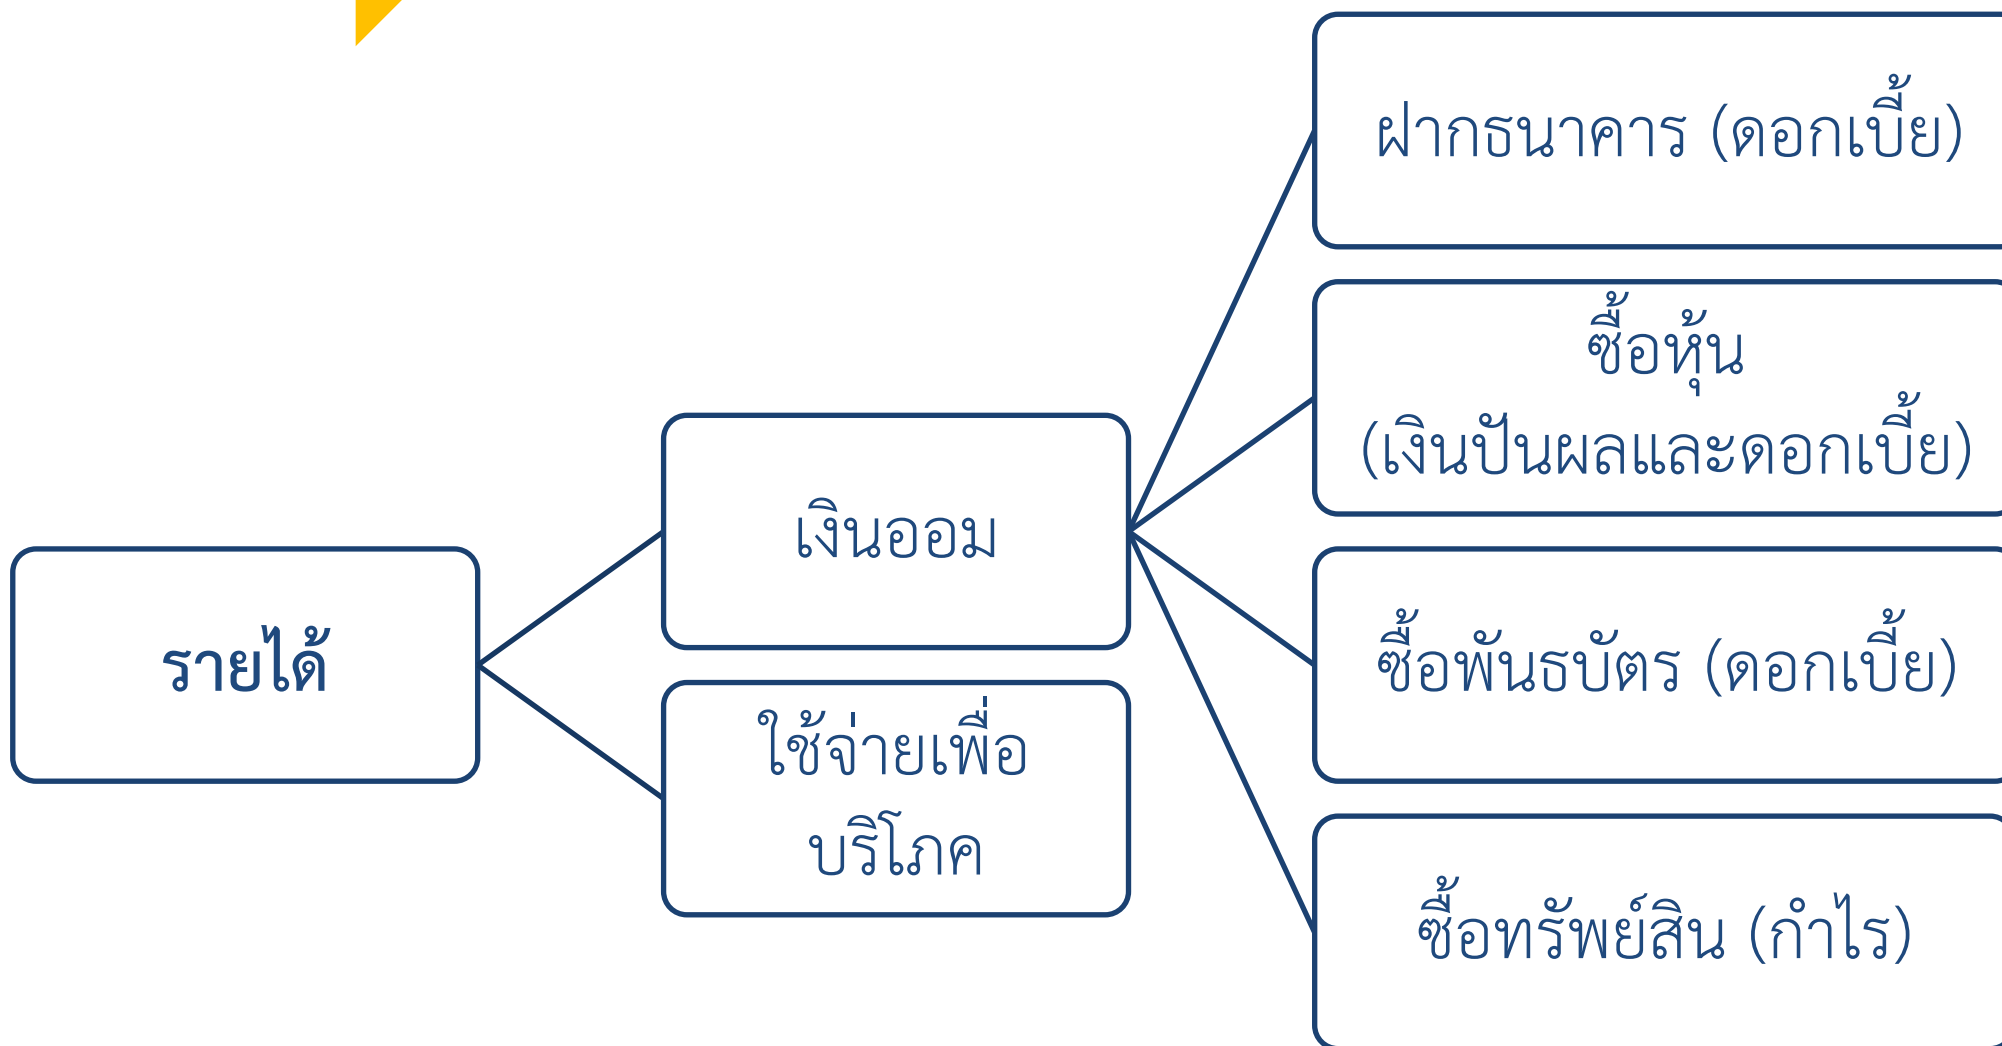 รายได้
เงินออม
ใช้จ่ายเพื่อ
บริโภค
ฝากธนาคาร (ดอกเบี้ย)
ซื้อหุ้น
(เงินปันผลและดอกเบี้ย)
ซื้อพันธบัตร (ดอกเบี้ย)
ซื้อทรัพย์สิน (กำไร)